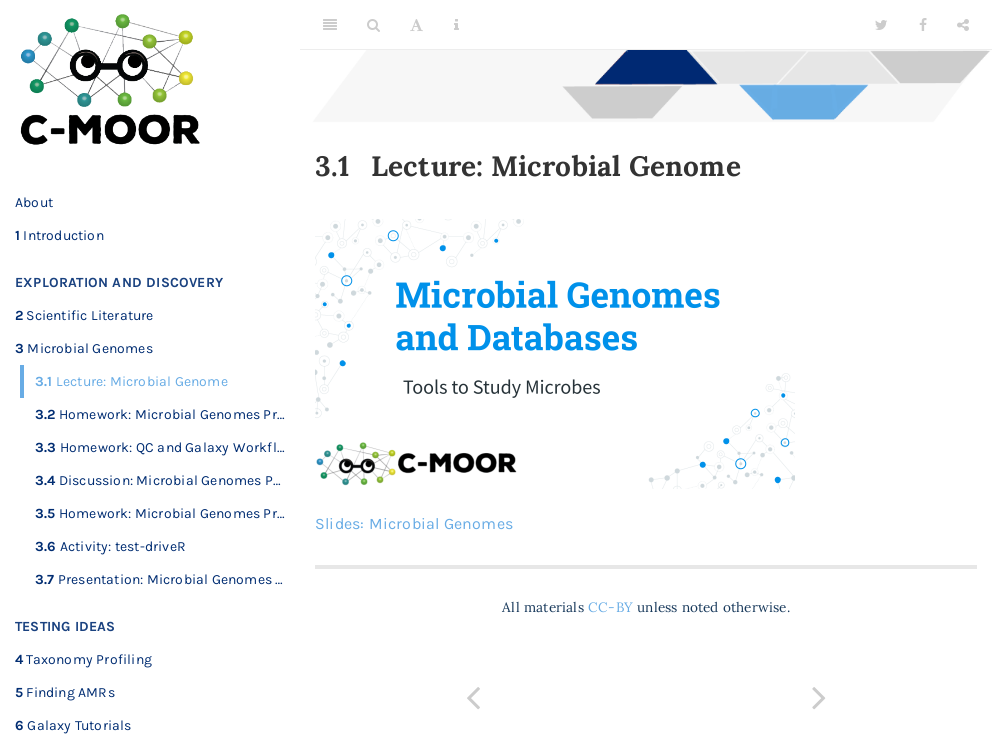 C-MOOR
About
1 Introduction
EXPLORATION AND DISCOVERY
2 Scientific Literature
3 Microbial Genomes
3.1 Lecture: Microbial Genome
3.2 Homework: Microbial Genomes Pr...
3.3 Homework: QC and Galaxy Workfl...
3.4 Discussion: Microbial Genomes P...
3.5 Homework: Microbial Genomes Pr...
3.6 Activity: test-driveR
3.7 Presentation: Microbial Genomes ...
TESTING IDEAS
4 Taxonomy Profiling
5 Finding AMRs
6 Galaxy Tutorials
A
3.1 Lecture: Microbial Genome
Microbial Genomes
and Databases
Tools to Study Microbes
C-MOOR
Slides: Microbial Genomes
All materials CC-BY unless noted otherwise.